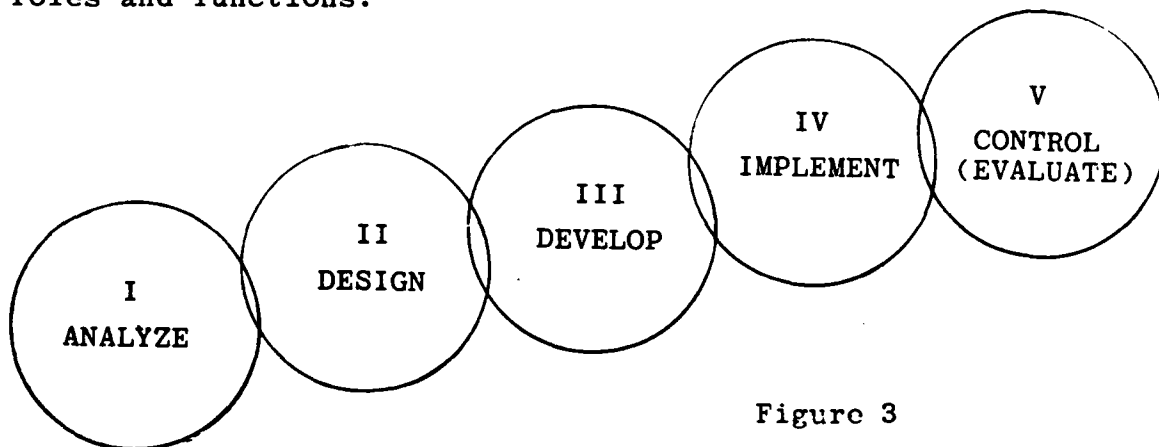 roles and functions.
I
ANALYZE
II
DESIGN
III
DEVELOP
IV
IMPLEMENT
V
CONTROL
(EVALUATE)
Figure 3